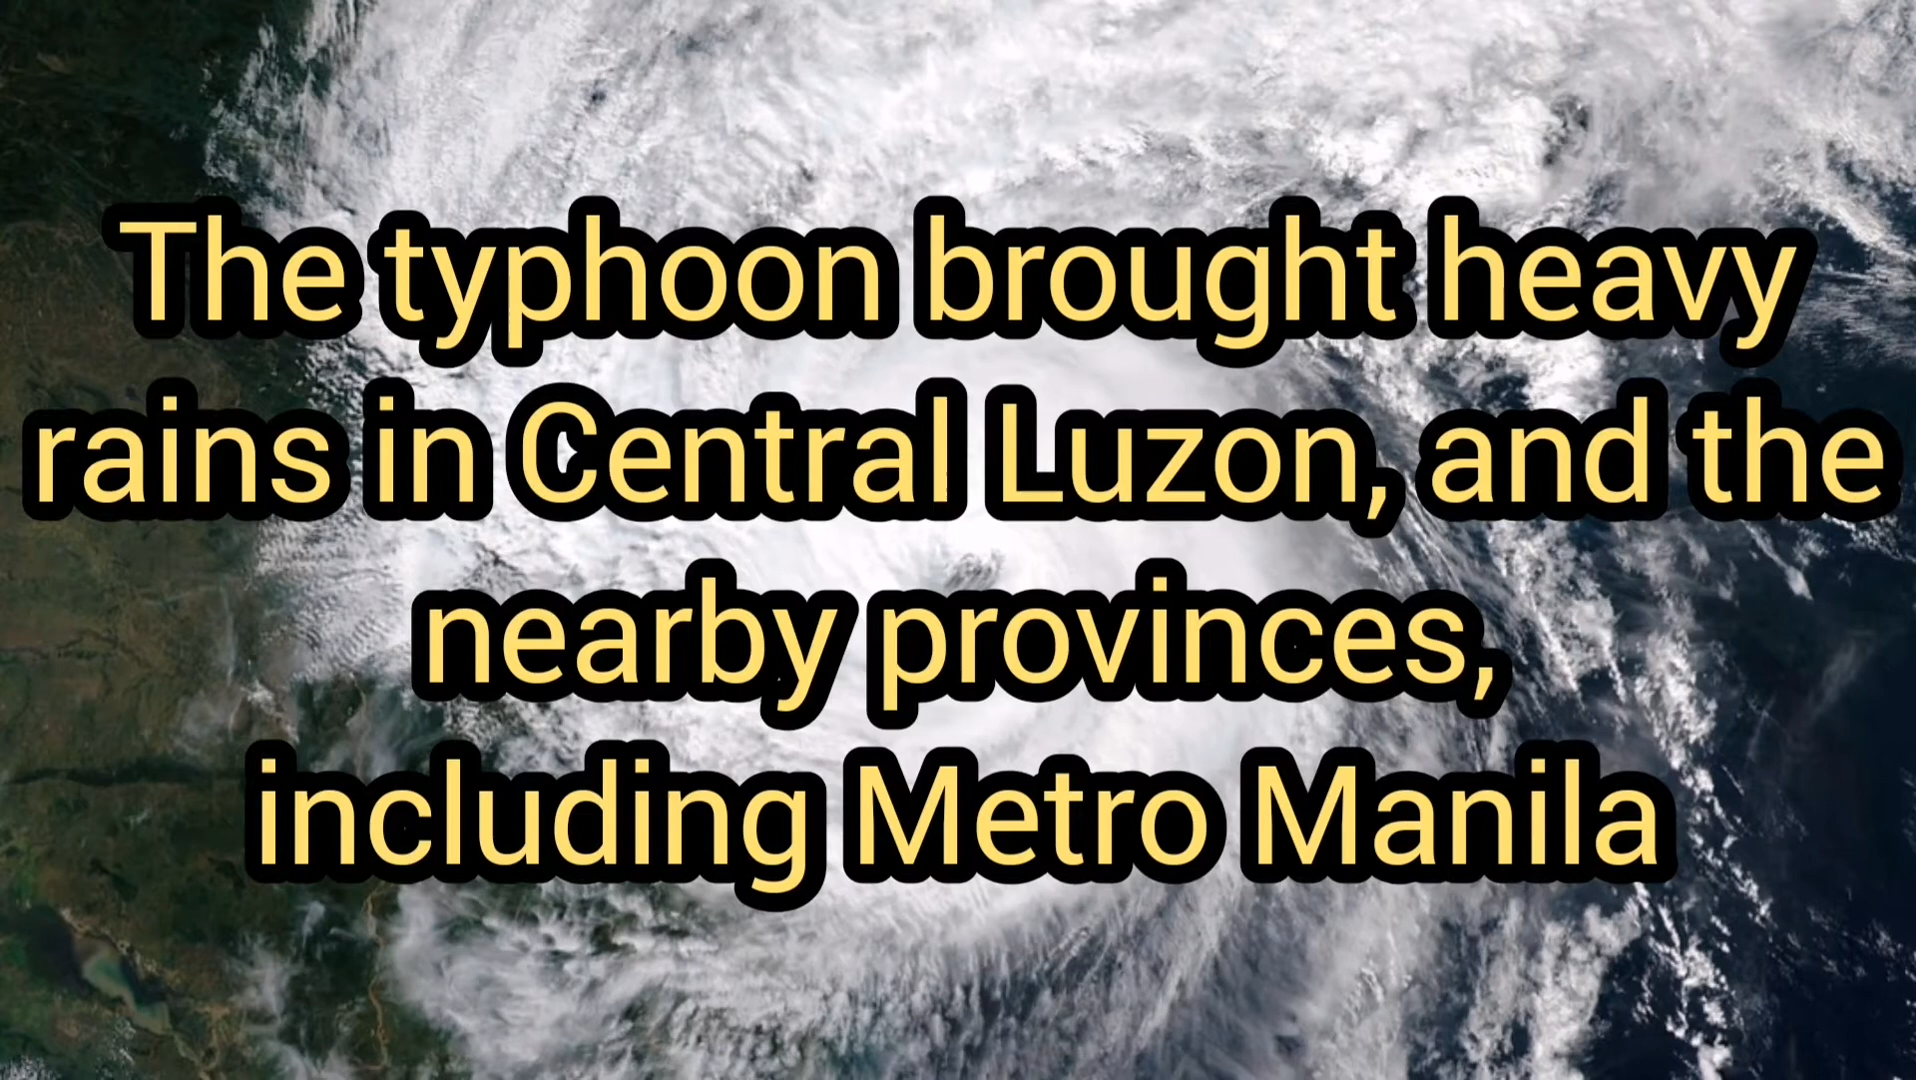 The typhoon brought heavy
rains in Central Luzon, and the
nearby provinces,
including Metro Manila